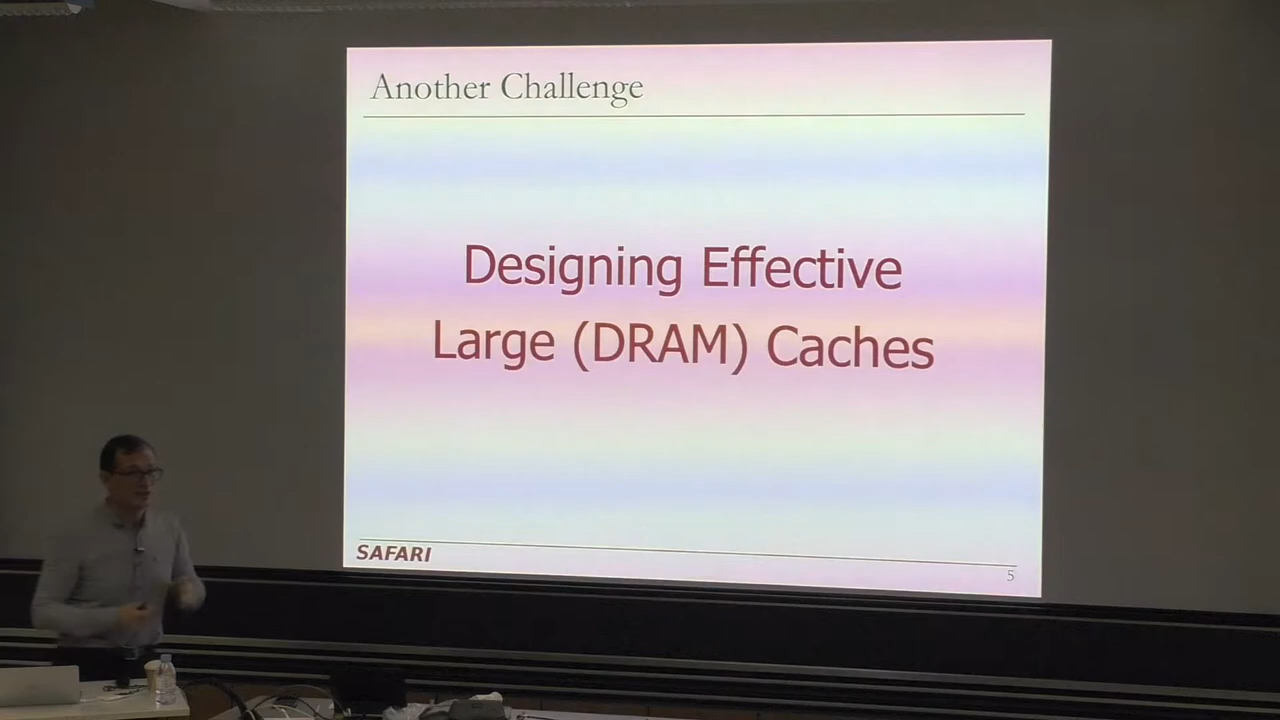 Another Challenge
Designing Effective
Large (DRAM) Caches
SAFARI
5